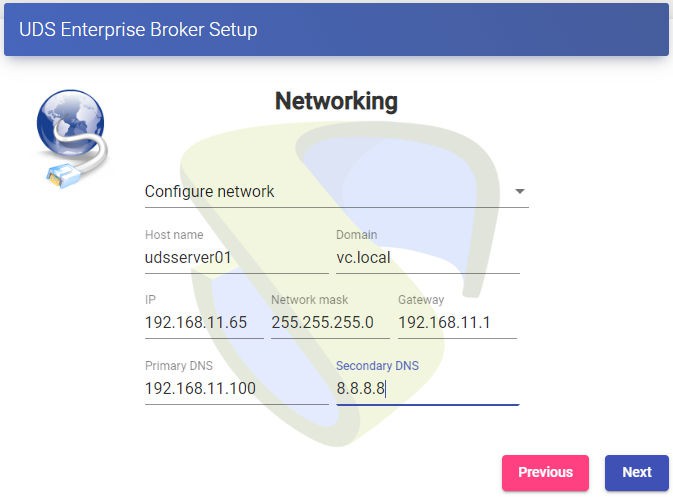 UDS Enterprise Broker Setup
Networking
Configure network
Host name Domain
udsserver01 vc.local
IP Network mask Gateway
192.168.11.65 255.255.255.0 192.168.11.1
Primary DNS Secondary DNS
192.168.11.100 8.8.8.8
Previous Next